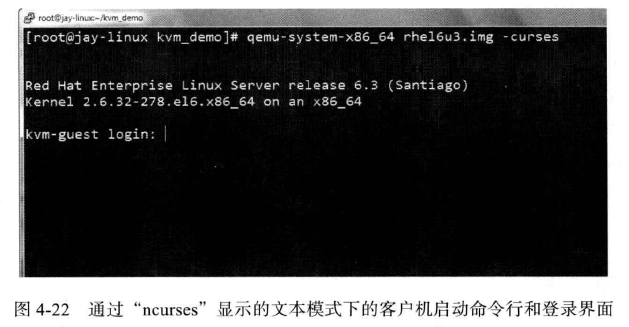 root@jay-linux:~/kvm_demo
[root@jay-linux kvm_demo]# qemu-system-x86_64 rhel6u3.img -curses
Red Hat Enterprise Linux Server release 6.3 (Santiago)
Kernel 2.6.32-278.el6.x86_64 on an x86_64
kvm-guest login:
图 4-22 通过“ncurses”显示的文本模式下的客户机启动命令行和登录界面